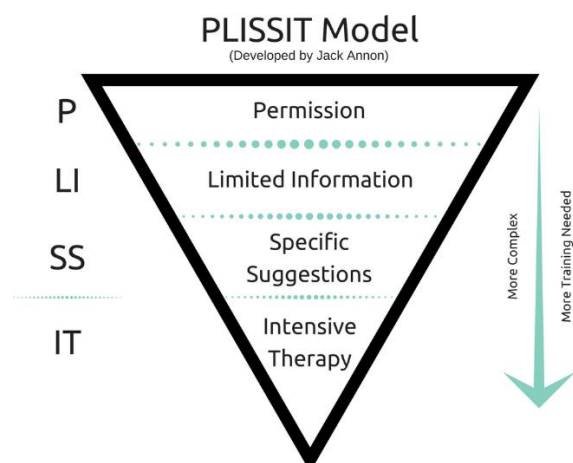 PLISSIT Model
(Developed by Jack Annon)
P
Permission
LI
Limited Information
SS
Specific
Suggestions
IT
Intensive
Therapy
More Complex
More Training Needed